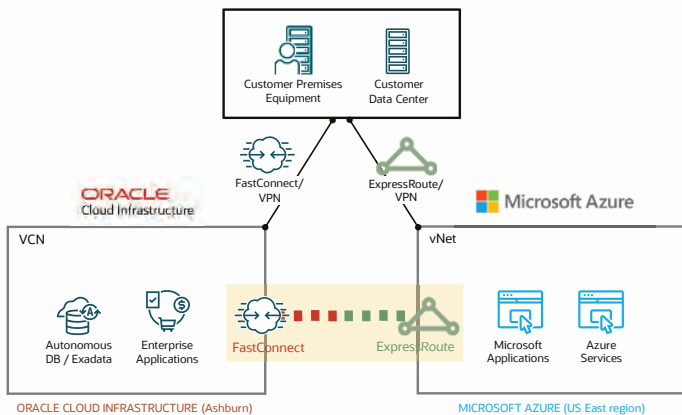 Customer Premises
Equipment
Customer
Data Center
FastConnect/
VPN
ExpressRoute/
VPN
ORACLE
Cloud Infrastructure
Microsoft Azure
VCN
vNet
A
$
Autonomous
DB / Exadata
Enterprise
Applications
FastConnect
ExpressRoute
Microsoft
Applications
Azure
Services
ORACLE CLOUD INFRASTRUCTURE (Ashburn)
MICROSOFT AZURE (US East region)